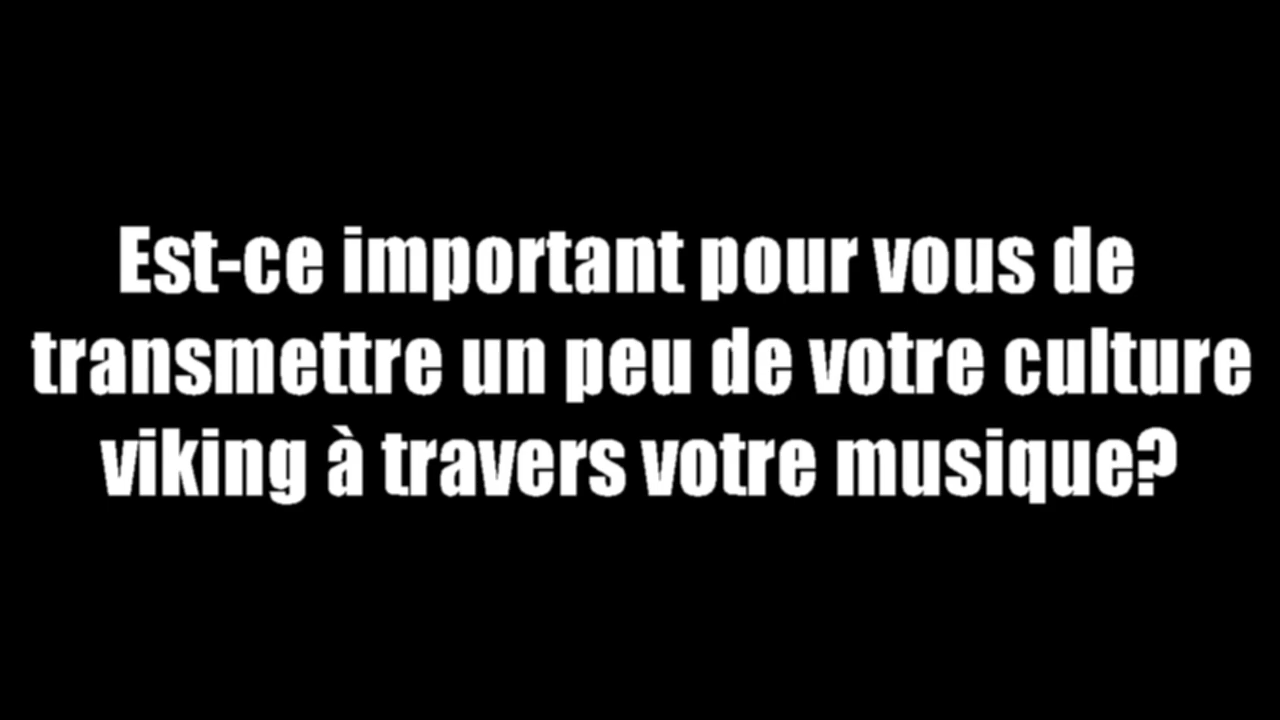 Est-ce important pour vous de
transmettre un peu de votre culture
viking à travers votre musique?